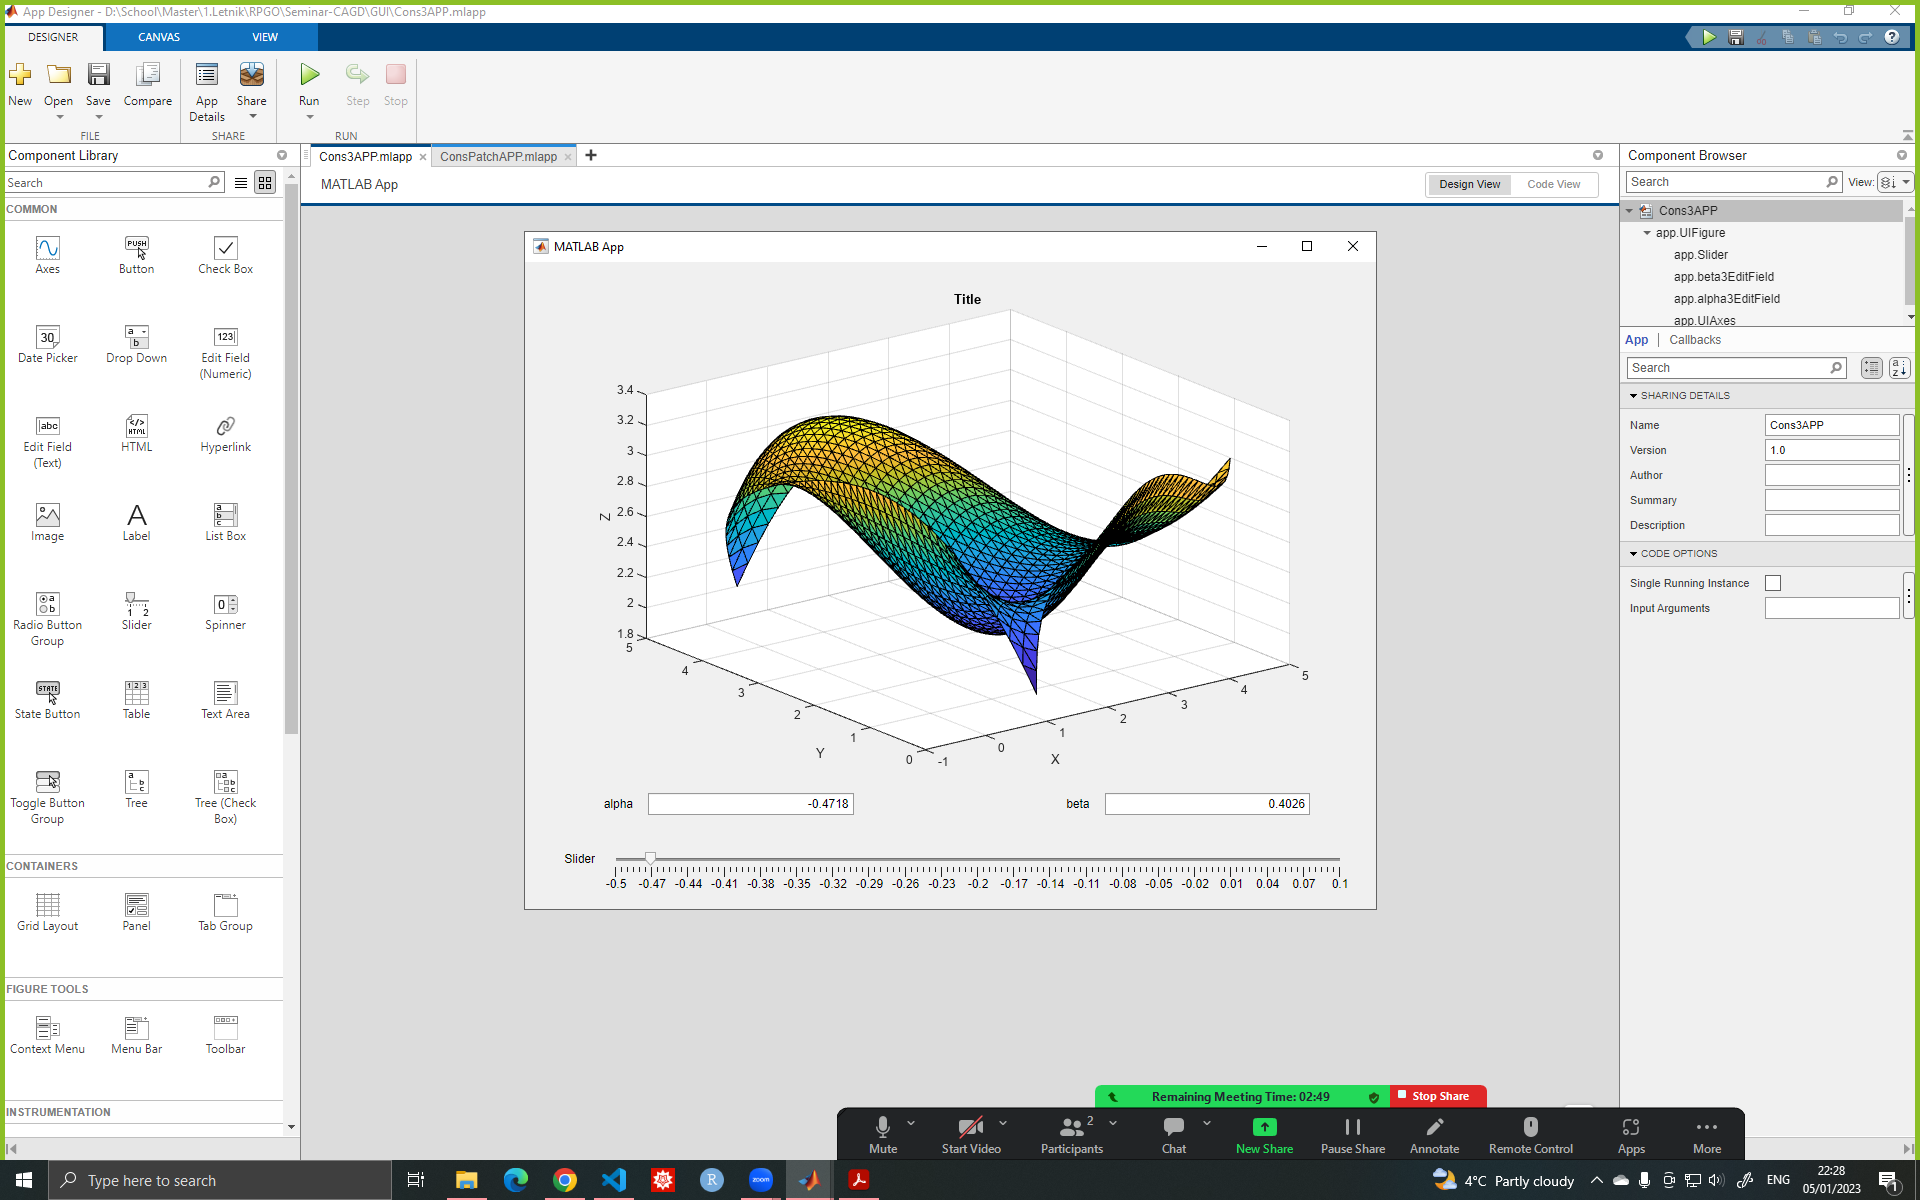 App Designer - D:\School\Master\1.Letnik\RPGO\Seminar-CAGD\GUI\Cons3APP.mlapp
DESIGNER CANVAS VIEW
New Open Save Compare App Details Share Run Step Stop
FILE SHARE RUN
Component Library
Search
COMMON
Axes Button Check Box
PUSH
Date Picker Drop Down Edit Field (Numeric)
Edit Field (Text) HTML Hyperlink
Image Label List Box
Radio Button Group Slider Spinner
State Button Table Text Area
Toggle Button Group Tree Tree (Check Box)
CONTAINERS
Grid Layout Panel Tab Group
FIGURE TOOLS
Context Menu Menu Bar Toolbar
INSTRUMENTATION
Cons3APP.mlapp ConsPatchAPP.mlapp
MATLAB App
Design View Code View
MATLAB App
Title
3.4
3.2
3
2.8
2.6
2.4
2.2
2
1.8
Z
5
4
3
2
1
0
Y
-1
0
1
2
3
4
5
X
alpha -0.4718
beta 0.4026
Slider
-0.5 -0.47 -0.44 -0.41 -0.38 -0.35 -0.32 -0.29 -0.26 -0.23 -0.2 -0.17 -0.14 -0.11 -0.08 -0.05 -0.02 0.01 0.04 0.07 0.1
Component Browser
Search View:
Cons3APP
app.UIFigure
app.Slider
app.beta3EditField
app.alpha3EditField
app.UIAxes
App Callbacks
Search
SHARING DETAILS
Name Cons3APP
Version 1.0
Author
Summary
Description
CODE OPTIONS
Single Running Instance
Input Arguments
Remaining Meeting Time: 02:49 Stop Share
Mute Start Video Participants 2 Chat New Share Pause Share Annotate Remote Control Apps More
Type here to search
zoom
4°C Partly cloudy ENG 22:28
05/01/2023
1